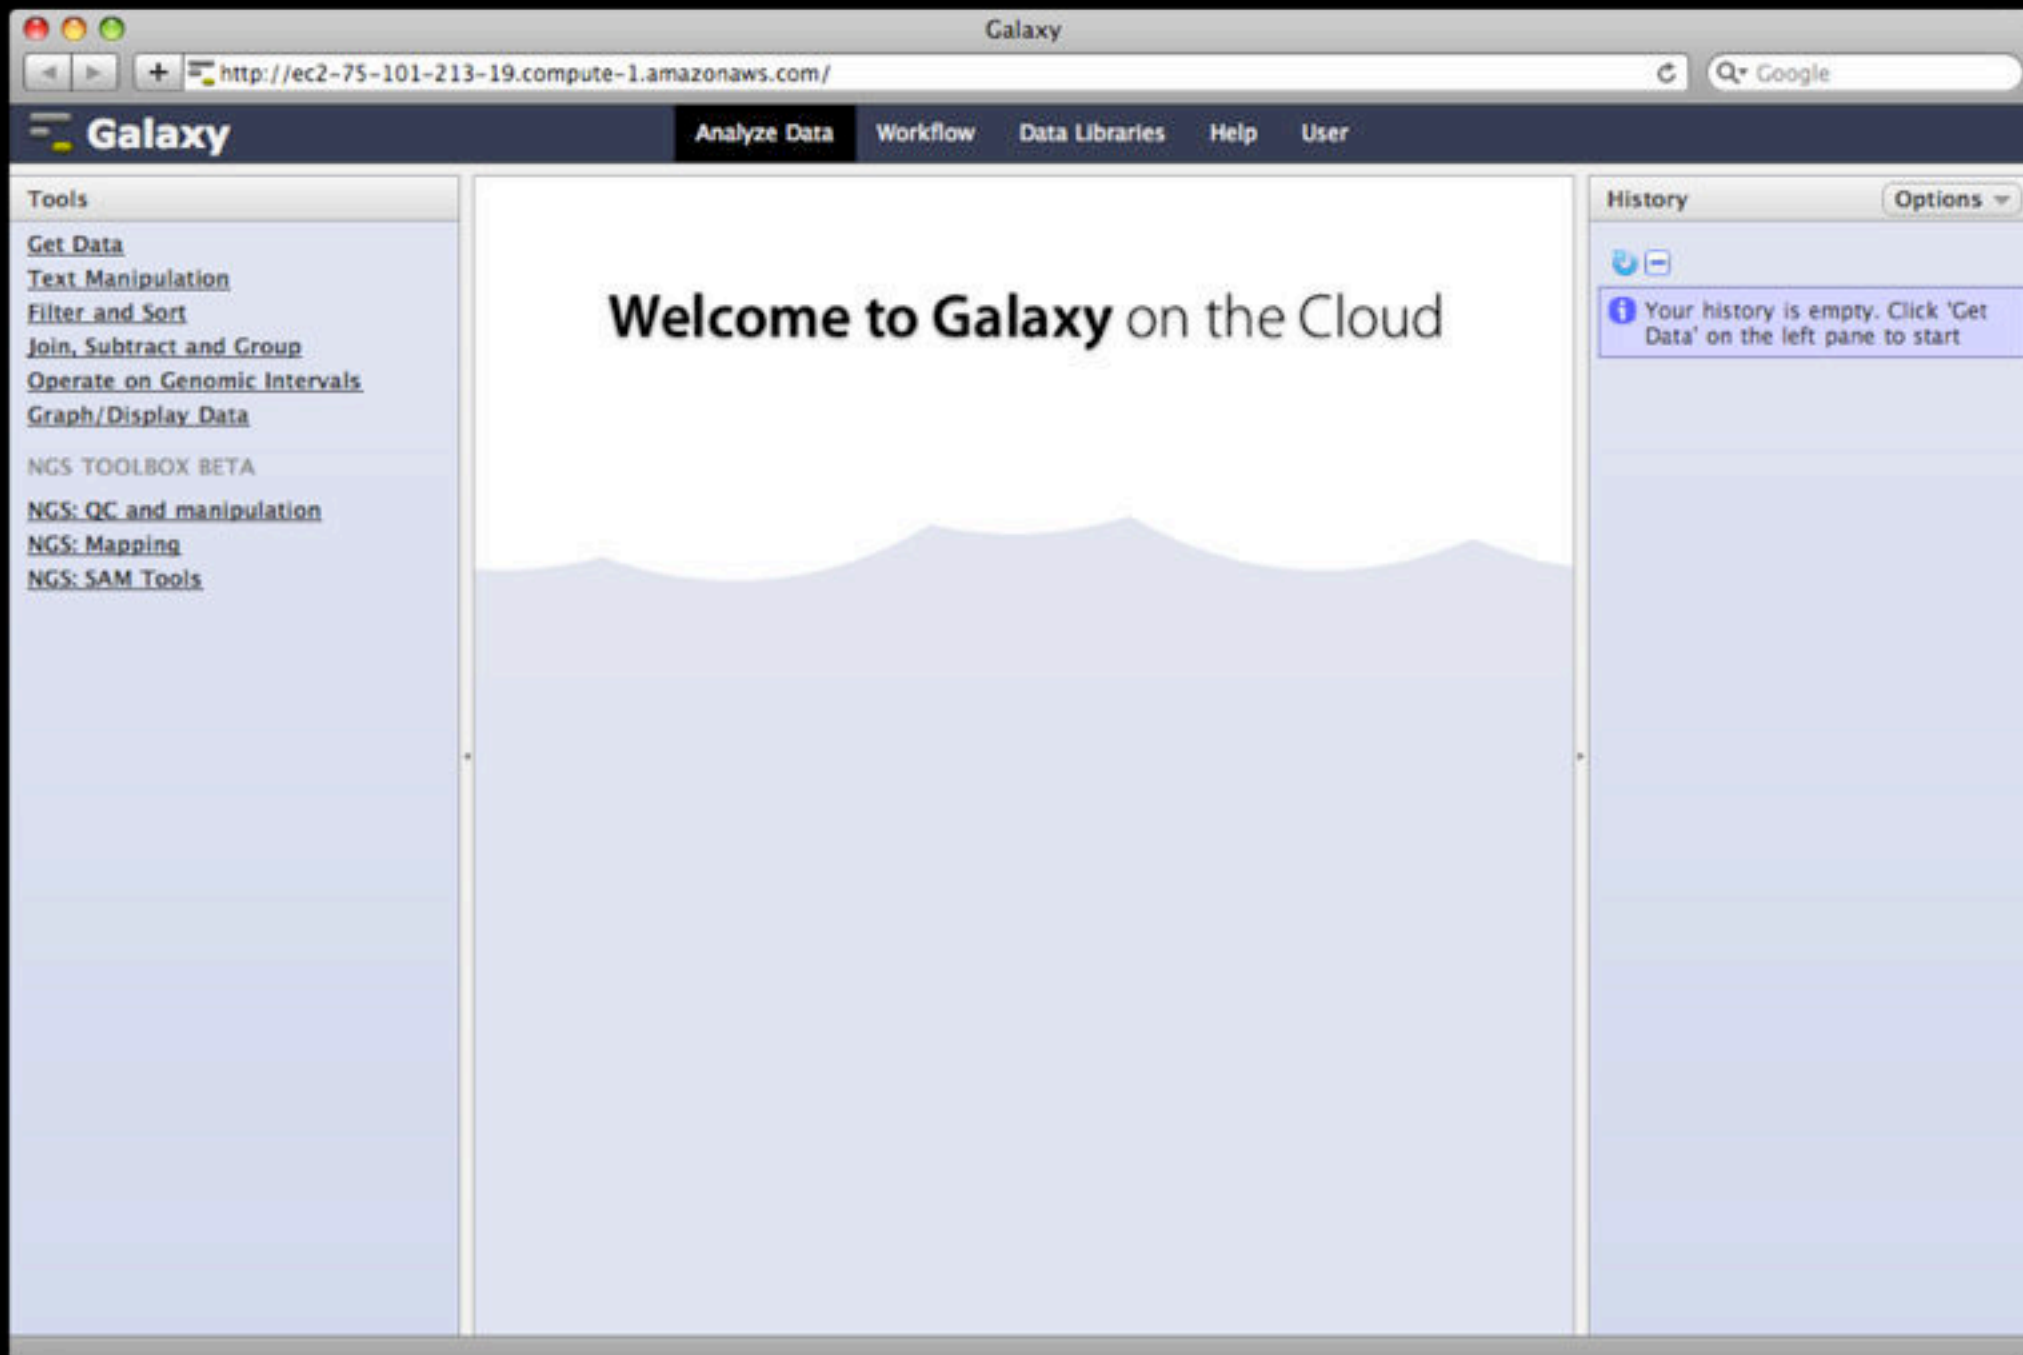 Galaxy
http://ec2-75-101-213-19.compute-1.amazonaws.com/
Google
Galaxy
Analyze Data
Workflow
Data Libraries
Help
User
Tools
Get Data
Text Manipulation
Filter and Sort
Join, Subtract and Group
Operate on Genomic Intervals
Graph/Display Data
NGS TOOLBOX BETA
NGS: QC and manipulation
NGS: Mapping
NGS: SAM Tools
Welcome to Galaxy on the Cloud
History
Options
Your history is empty. Click 'Get
Data' on the left pane to start